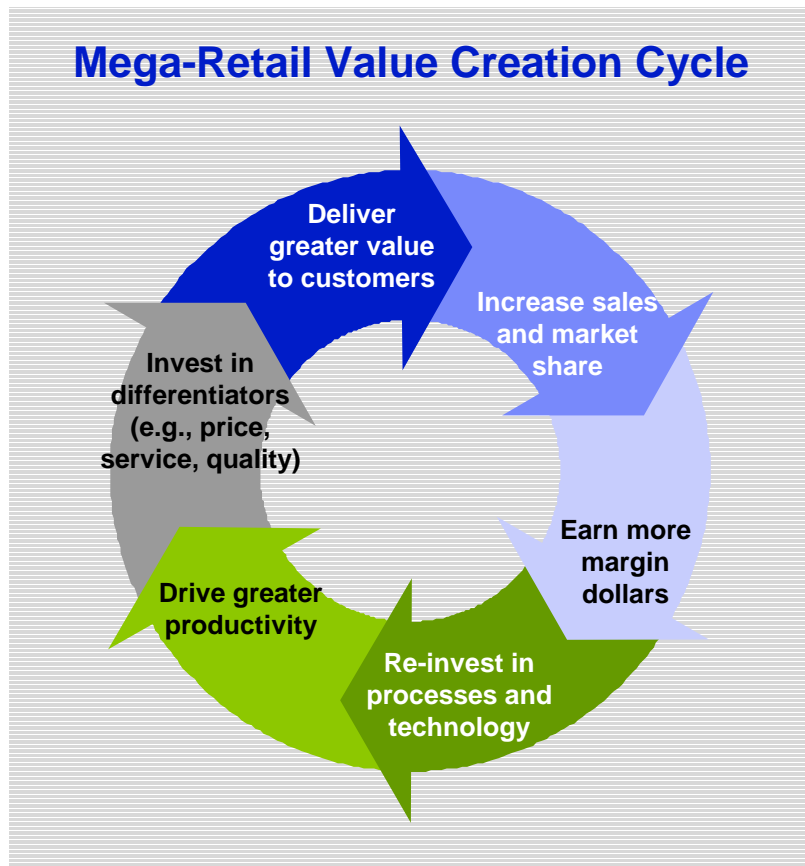 Mega-Retail Value Creation Cycle
Deliver
greater value
to customers
Increase sales
and market
share
Earn more
margin
dollars
Re-invest in
processes and
technology
Drive greater
productivity
Invest in
differentiators
(e.g., price,
service, quality)